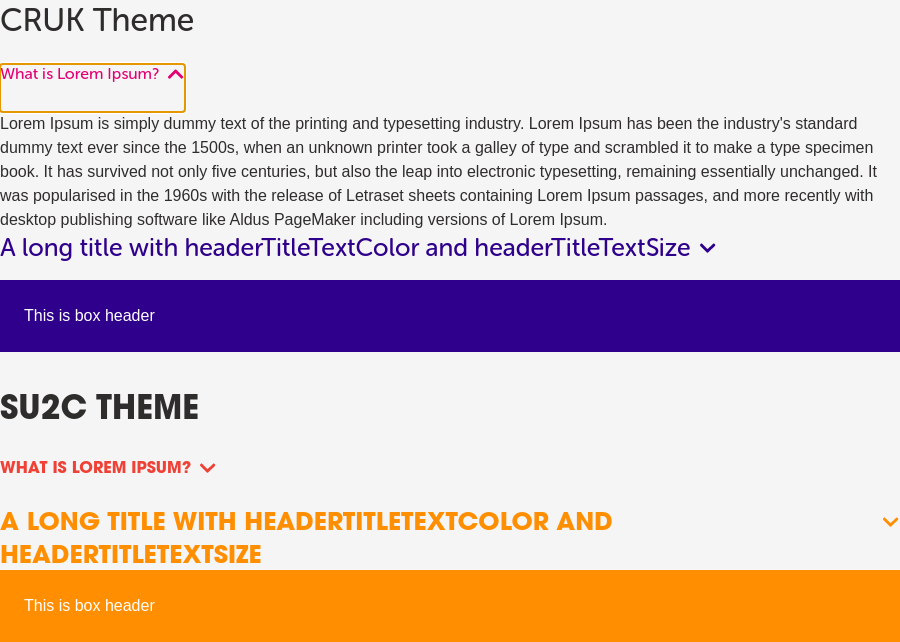 CRUK Theme
What is Lorem Ipsum?
Lorem Ipsum is simply dummy text of the printing and typesetting industry. Lorem Ipsum has been the industry's standard
dummy text ever since the 1500s, when an unknown printer took a galley of type and scrambled it to make a type specimen
book. It has survived not only five centuries, but also the leap into electronic typesetting, remaining essentially unchanged. It
was popularised in the 1960s with the release of Letraset sheets containing Lorem Ipsum passages, and more recently with
desktop publishing software like Aldus PageMaker including versions of Lorem Ipsum.
A long title with headerTitleTextColor and headerTitleTextSize
This is box header
SU2C THEME
WHAT IS LOREM IPSUM?
A LONG TITLE WITH HEADERTITLETEXTCOLOR AND
HEADERTITLETEXTSIZE
This is box header